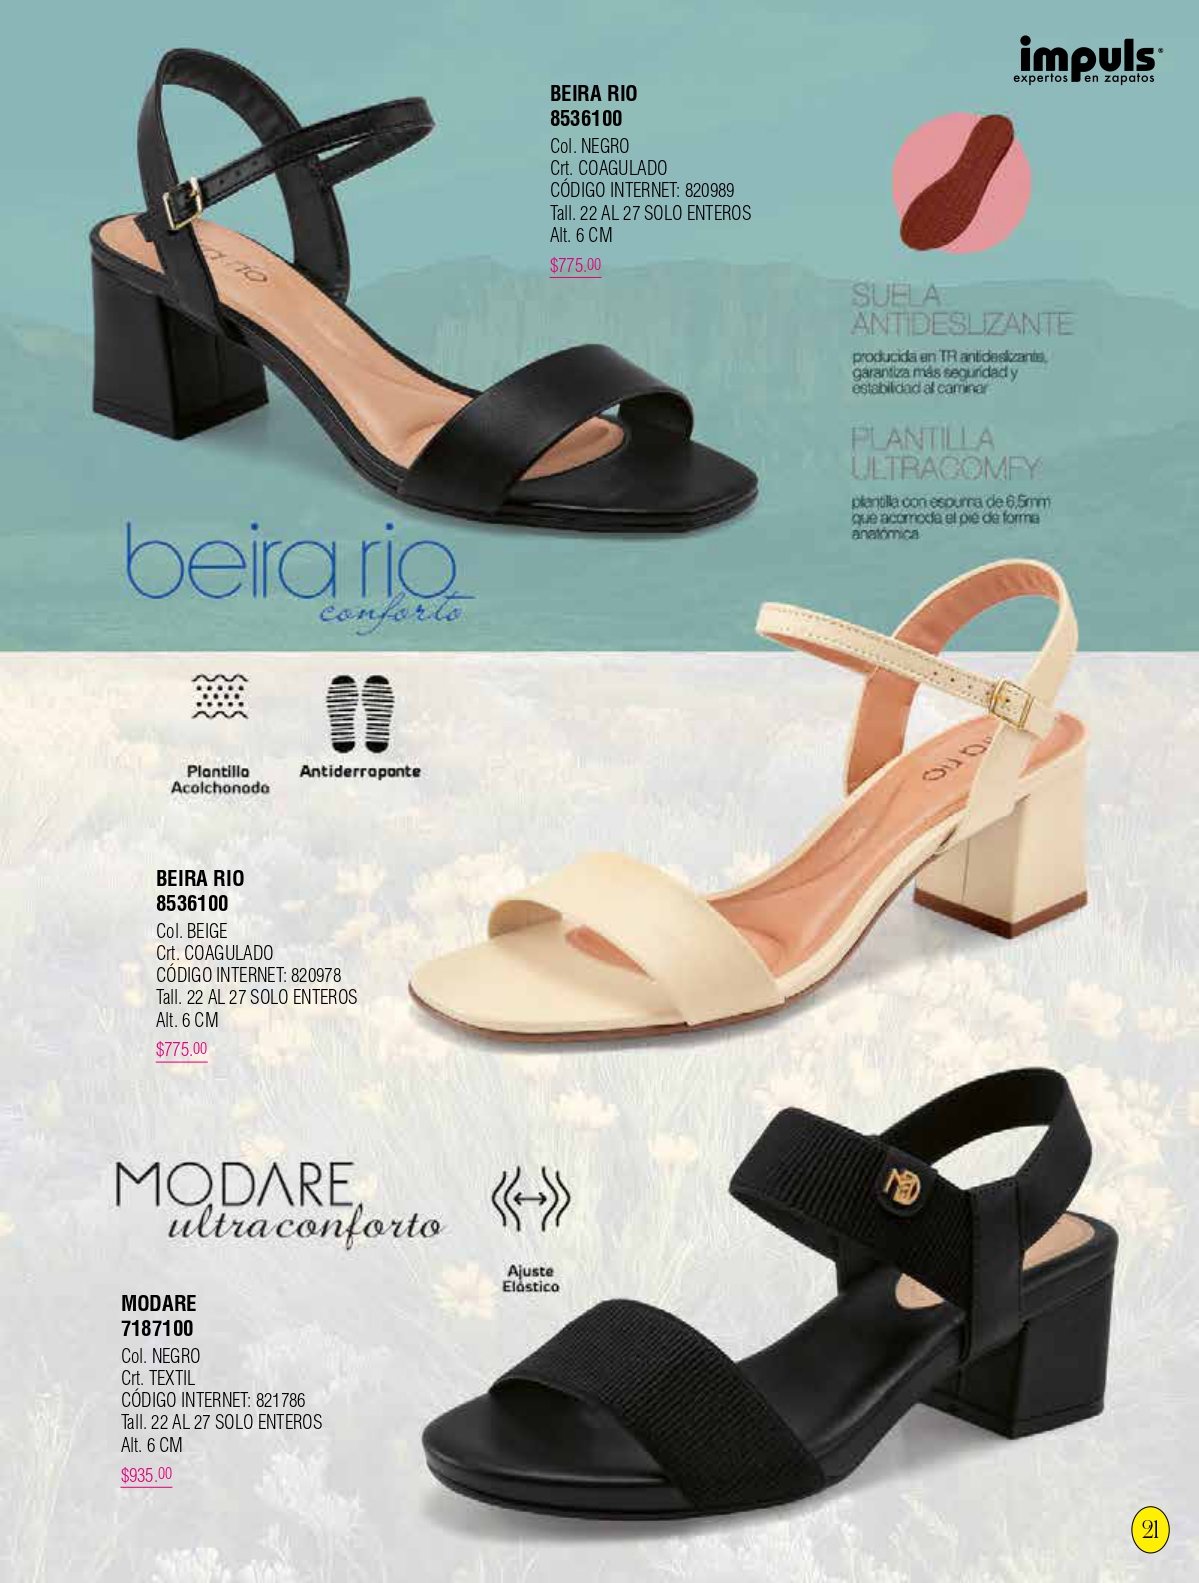 impuls®
expertos en zapatos
BEIRA RIO
8536100
Col. NEGRO
Crt. COAGULADO
CÓDIGO INTERNET: 820989
Tall. 22 AL 27 SOLO ENTEROS
Alt. 6 CM
$775.00
SUELA
ANTIDESLIZANTE
producida en TR antideslizante,
garantiza más seguridad y
estabilidad al caminar
PLANTILLA
ULTRACOMFY
plantilla con espuma de 6,5mm
que acomoda el pié de forma
anatómica
beira rio
conforto
Plantilla
Acolchonada
Antiderrapante
BEIRA RIO
8536100
Col. BEIGE
Crt. COAGULADO
CÓDIGO INTERNET: 820978
Tall. 22 AL 27 SOLO ENTEROS
Alt. 6 CM
$775.00
MODARE
ultraconforto
Ajuste
Elástico
MODARE
7187100
Col. NEGRO
Crt. TEXTIL
CÓDIGO INTERNET: 821786
Tall. 22 AL 27 SOLO ENTEROS
Alt. 6 CM
$935.00
21